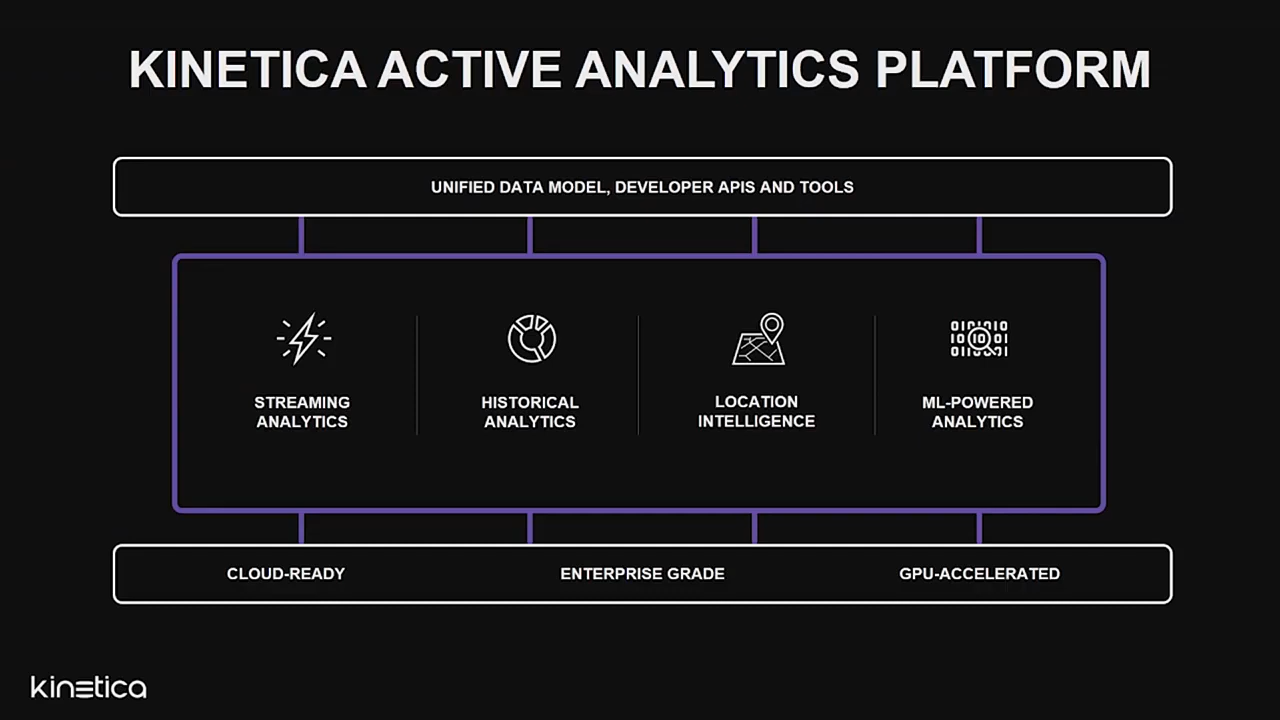 KINETICA ACTIVE ANALYTICS PLATFORM
UNIFIED DATA MODEL, DEVELOPER APIS AND TOOLS
STREAMING
ANALYTICS
HISTORICAL
ANALYTICS
LOCATION
INTELLIGENCE
ML-POWERED
ANALYTICS
CLOUD-READY
ENTERPRISE GRADE
GPU-ACCELERATED
kinetica